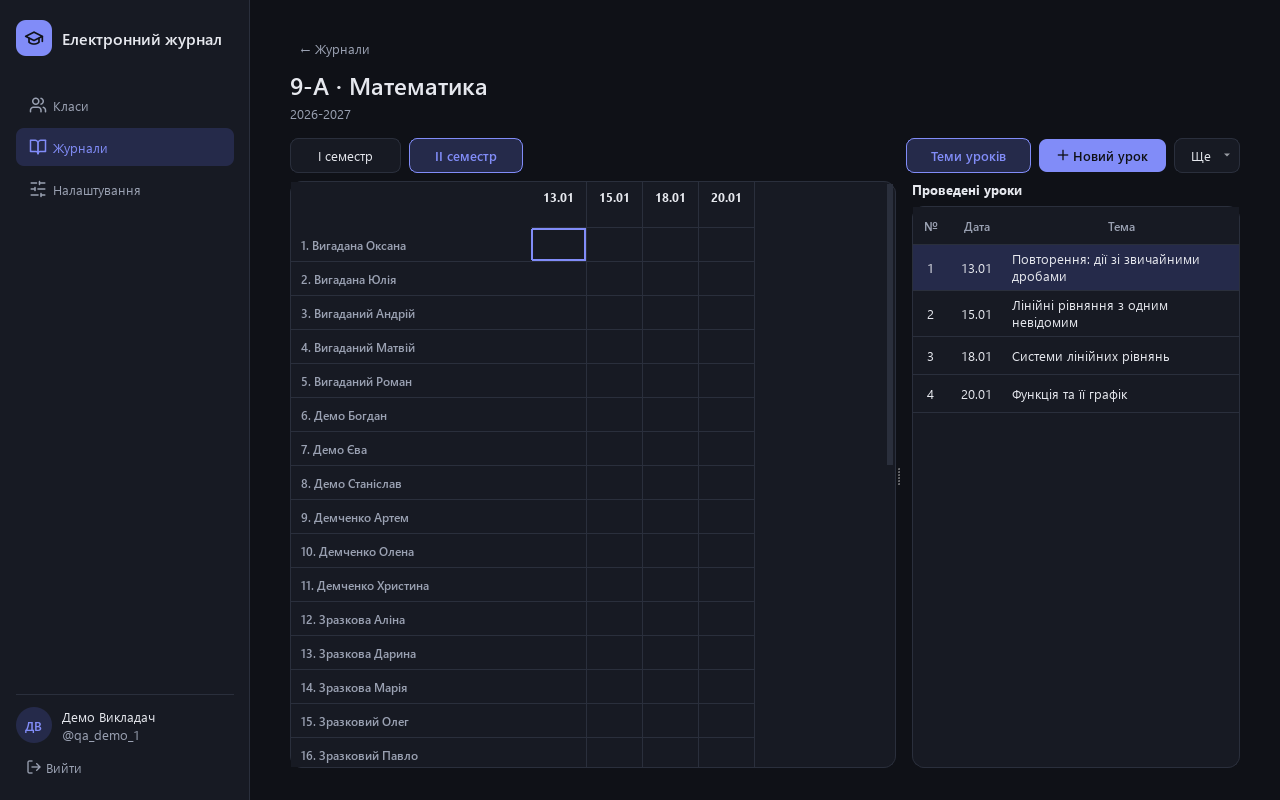 Електронний журнал
Класи
Журнали
Налаштування
ДВ
Демо Викладач
@qa_demo_1
Вийти
← Журнали
9-А · Математика
2026-2027
І семестр
ІІ семестр
Теми уроків
+ Новий урок
Ще
13.01 15.01 18.01 20.01
1. Вигадана Оксана
2. Вигадана Юлія
3. Вигаданий Андрій
4. Вигаданий Матвій
5. Вигаданий Роман
6. Демо Богдан
7. Демо Єва
8. Демо Станіслав
9. Демченко Артем
10. Демченко Олена
11. Демченко Христина
12. Зразкова Аліна
13. Зразкова Дарина
14. Зразкова Марія
15. Зразковий Олег
16. Зразковий Павло
Проведені уроки
№ Дата Тема
1 13.01 Повторення: дії зі звичайними
дробами
2 15.01 Лінійні рівняння з одним
невідомим
3 18.01 Системи лінійних рівнянь
4 20.01 Функція та її графік